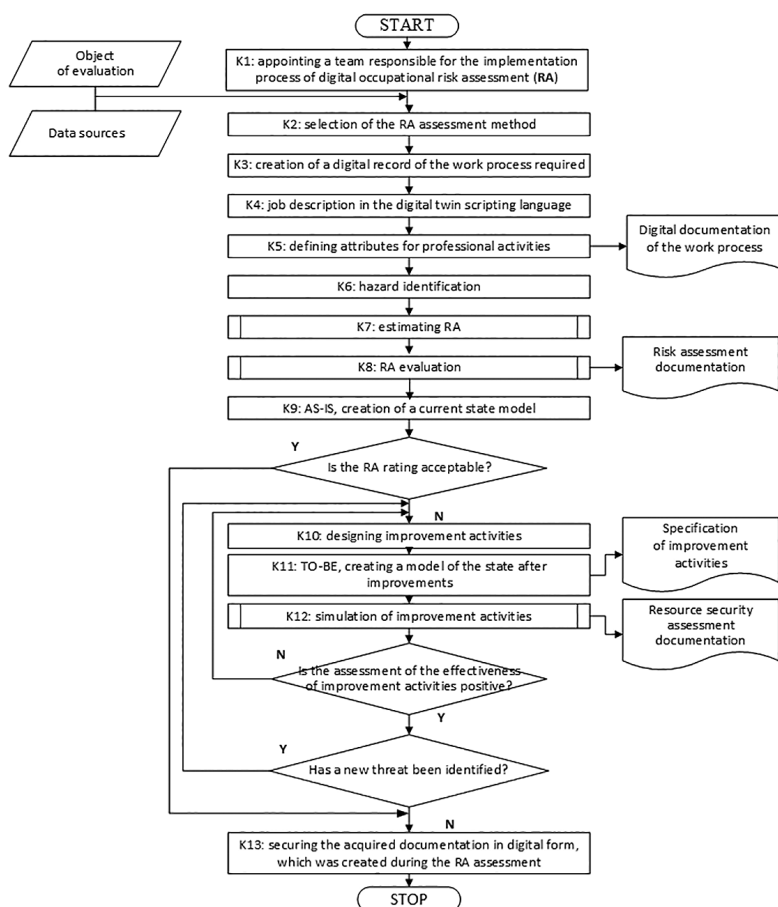 START
Object
of evaluation
K1: appointing a team responsible for the implementation
process of digital occupational risk assessment (RA)
Data sources
K2: selection of the RA assessment method
K3: creation of a digital record of the work process required
K4: job description in the digital twin scripting language
K5: defining attributes for professional activities
Digital documentation
of the work process
K6: hazard identification
K7: estimating RA
K8: RA evaluation
Risk assessment
documentation
K9: AS-IS, creation of a current state model
Y
Is the RA rating acceptable?
N
K10: designing improvement activities
Specification
of improvement
activities
K11: TO-BE, creating a model of the state after
improvements
K12: simulation of improvement activities
Resource security
assessment
documentation
N
Is the assessment of the effectiveness
of improvement activities positive?
Y
Y
Has a new threat been identified?
N
K13: securing the acquired documentation in digital form,
which was created during the RA assessment
STOP